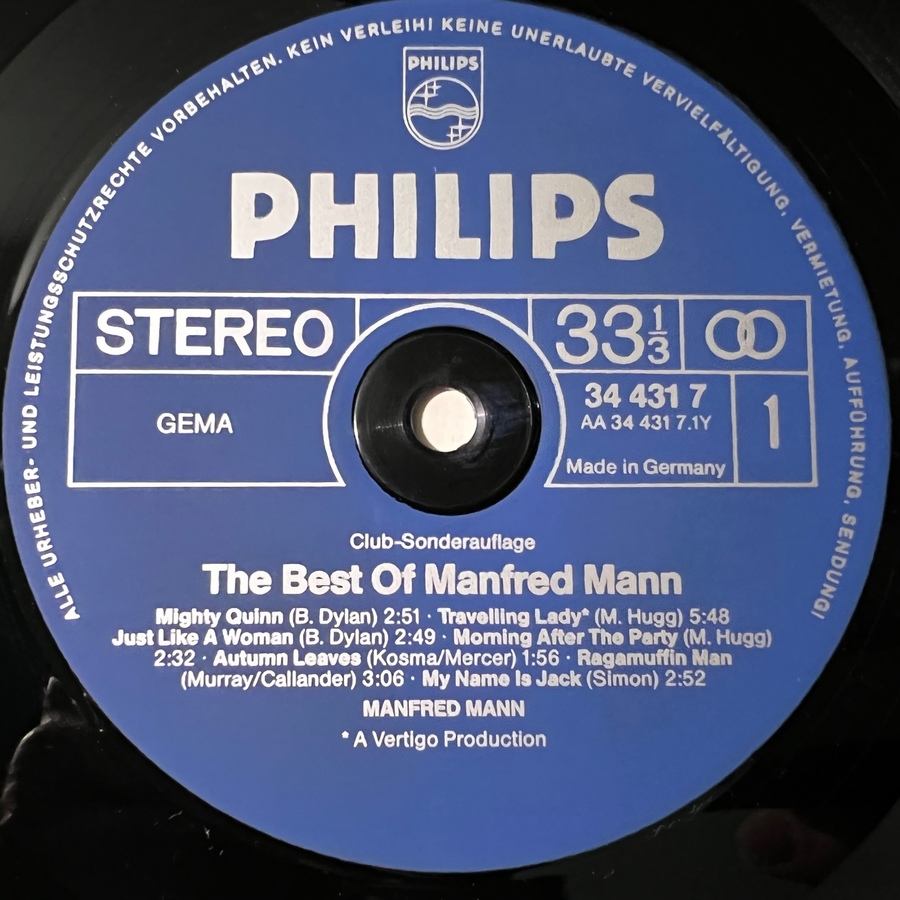 ALLE URHEBER- UND LEISTUNGSSCHUTZRECHTE VORBEHALTEN. KEIN VERLEIH! KEINE UNERLAUBTE VERVIELFÄLTIGUNG, VERMIETUNG, AUFFÜHRUNG, SENDUNG!
PHILIPS
PHILIPS
STEREO
33 1/3
GEMA
34 431 7
AA 34 431 7.1Y
1
Made in Germany
Club-Sonderauflage
The Best Of Manfred Mann
Mighty Quinn (B. Dylan) 2:51 · Travelling Lady* (M. Hugg) 5:48
Just Like A Woman (B. Dylan) 2:49 · Morning After The Party (M. Hugg)
2:32 · Autumn Leaves (Kosma/Mercer) 1:56 · Ragamuffin Man
(Murray/Callander) 3:06 · My Name Is Jack (Simon) 2:52
MANFRED MANN
* A Vertigo Production